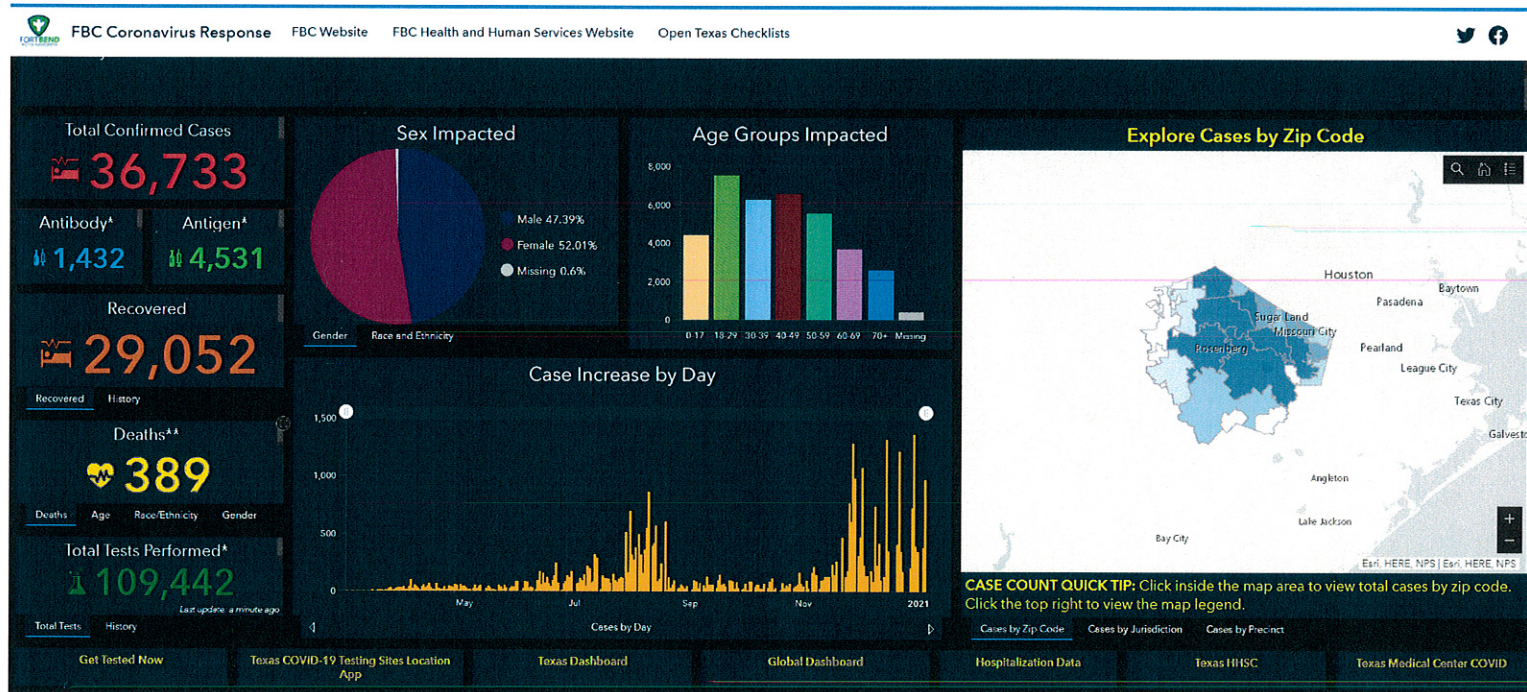 FORT BEND
FBC Coronavirus Response
FBC Website
FBC Health and Human Services Website
Open Texas Checklists
Total Confirmed Cases
36,733
Antibody*
1,432
Antigen*
4,531
Recovered
29,052
Recovered
History
Deaths**
389
Deaths
Age
Race/Ethnicity
Gender
Total Tests Performed*
109,442
Last update: a minute ago
Total Tests
History
Sex Impacted
Male 47.39%
Female 52.01%
Missing 0.6%
Gender
Race and Ethnicity
Age Groups Impacted
8,000
6,000
4,000
2,000
0
0-17 18-29 30-39 40-49 50-59 60-69 70+ Missing
Case Increase by Day
1,500
1,000
500
0
May Jul Sep Nov 2021
Cases by Day
Explore Cases by Zip Code
Houston
Baytown
Pasadena
Sugar Land
Missouri City
Rosenberg
Pearland
League City
Texas City
Galvesto
Angleton
Lake Jackson
Bay City
Esri, HERE, NPS | Esri, HERE, NPS
CASE COUNT QUICK TIP: Click inside the map area to view total cases by zip code.
Click the top right to view the map legend.
Cases by Zip Code
Cases by Jurisdiction
Cases by Precinct
Get Tested Now
Texas COVID-19 Testing Sites Location
App
Texas Dashboard
Global Dashboard
Hospitalization Data
Texas HHSC
Texas Medical Center COVID